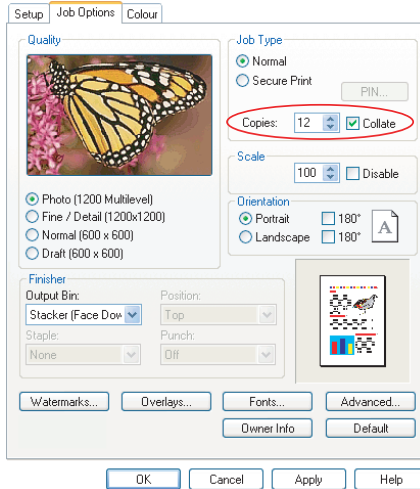 Setup Job Options Colour
Quality
Photo (1200 Multilevel)
Fine / Detail (1200x1200)
Normal (600 x 600)
Draft (600 x 600)
Job Type
Normal
Secure Print
PIN...
Copies: 12 Collate
Scale
100 Disable
Orientation
Portrait 180°
Landscape 180°
A
Finisher
Output Bin: Position:
Stacker (Face Dow Top
Staple: Punch:
None Off
Watermarks... Overlays... Fonts... Advanced...
Owner Info Default
OK Cancel Apply Help